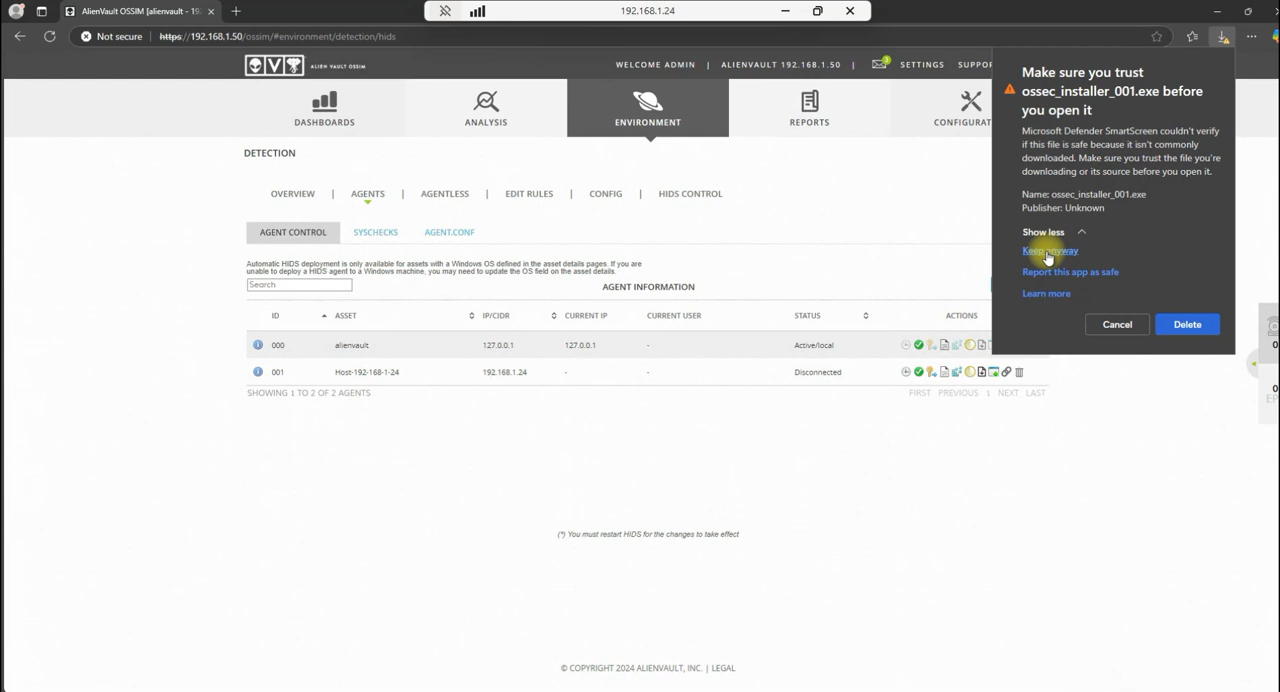 AlienVault OSSIM [alienvault - 19
192.168.1.24
Not secure
https://192.168.1.50/ossim/#environment/detection/hids
ALIEN VAULT OSSIM
WELCOME ADMIN | ALIENVAULT 192.168.1.50 | 3 SETTINGS SUPPOR
DASHBOARDS
ANALYSIS
ENVIRONMENT
REPORTS
CONFIGURAT
DETECTION
OVERVIEW | AGENTS | AGENTLESS | EDIT RULES | CONFIG | HIDS CONTROL
AGENT CONTROL SYSCHECKS AGENT.CONF
Automatic HIDS deployment is only available for assets with a Windows OS defined in the asset details pages. If you are
unable to deploy a HIDS agent to a Windows machine, you may need to update the OS field on the asset details.
Search
AGENT INFORMATION
ID ASSET IP/CIDR CURRENT IP CURRENT USER STATUS ACTIONS
000 alienvault 127.0.0.1 127.0.0.1 - Active/local
001 Host-192-168-1-24 192.168.1.24 - - Disconnected
SHOWING 1 TO 2 OF 2 AGENTS
FIRST PREVIOUS 1 NEXT LAST
(*) You must restart HIDS for the changes to take effect
© COPYRIGHT 2024 ALIENVAULT, INC. | LEGAL
Make sure you trust
ossec_installer_001.exe before
you open it
Microsoft Defender SmartScreen couldn't verify
if this file is safe because it isn't commonly
downloaded. Make sure you trust the file you're
downloading or its source before you open it.
Name: ossec_installer_001.exe
Publisher: Unknown
Show less
Keep anyway
Report this app as safe
Learn more
Cancel
Delete
0
0
EP